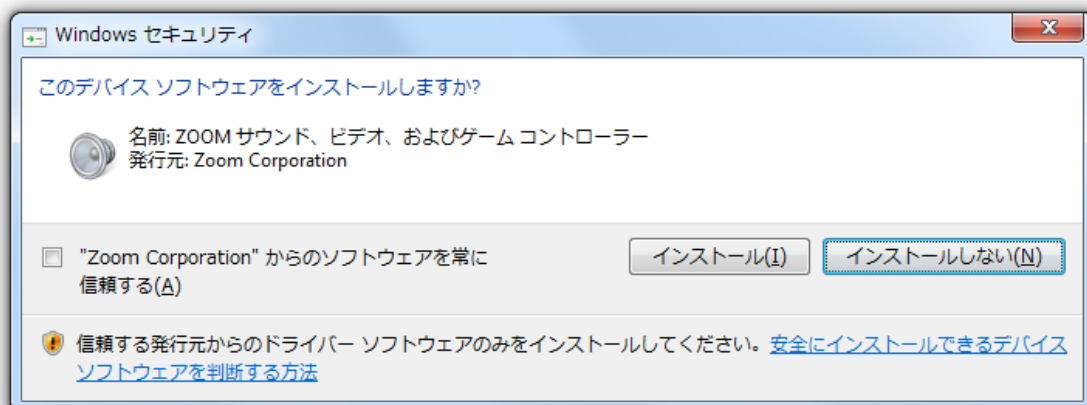 Windows セキュリティ
このデバイス ソフトウェアをインストールしますか?
名前: ZOOM サウンド、ビデオ、およびゲーム コントローラー
発行元: Zoom Corporation
"Zoom Corporation" からのソフトウェアを常に
信頼する(A)
インストール(I)
インストールしない(N)
信頼する発行元からのドライバー ソフトウェアのみをインストールしてください。安全にインストールできるデバイス
ソフトウェアを判断する方法